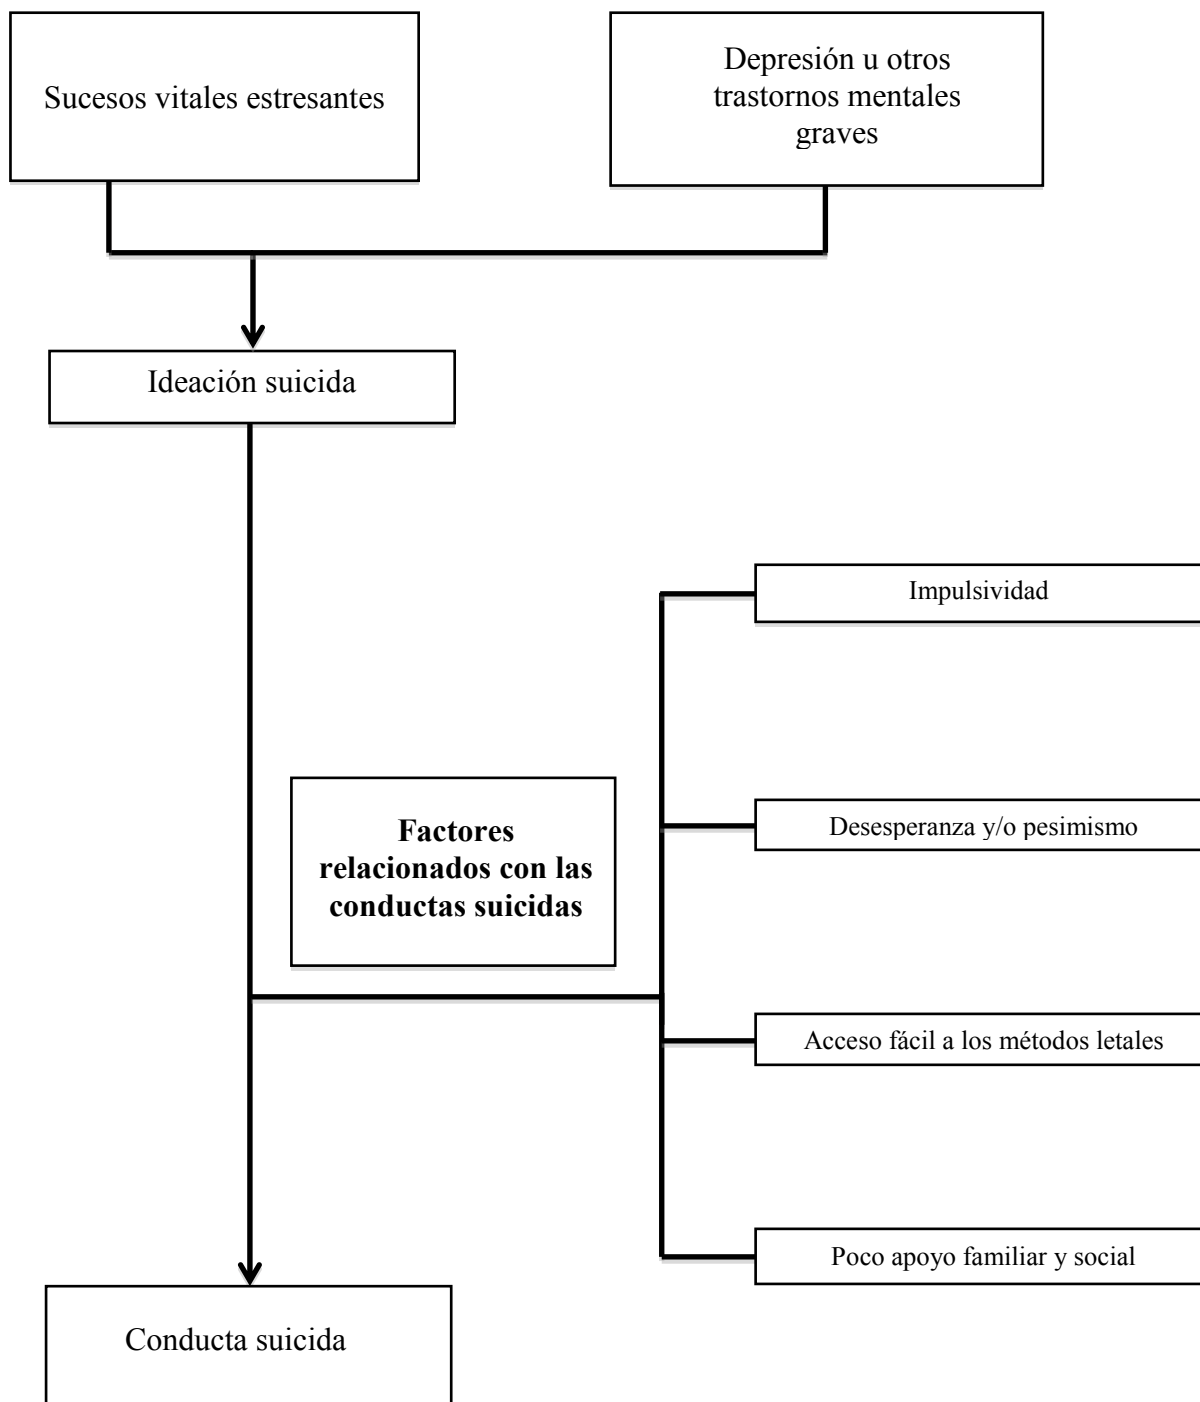 Sucesos vitales estresantes
Depresión u otros
trastornos mentales
graves
Ideación suicida
Impulsividad
Factores
relacionados con las
conductas suicidas
Desesperanza y/o pesimismo
Acceso fácil a los métodos letales
Poco apoyo familiar y social
Conducta suicida